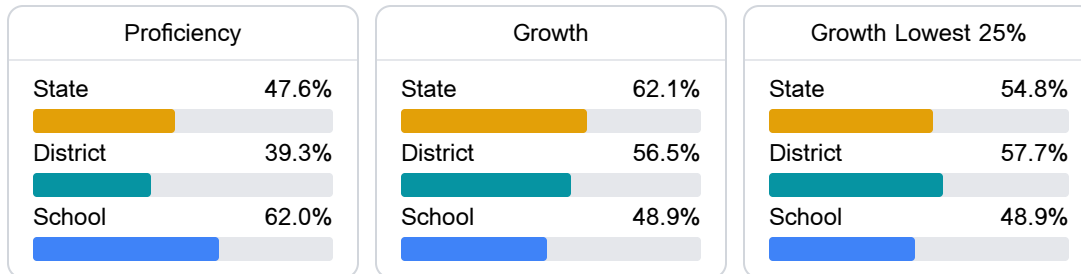 Proficiency
State 47.6%
District 39.3%
School 62.0%
Growth
State 62.1%
District 56.5%
School 48.9%
Growth Lowest 25%
State 54.8%
District 57.7%
School 48.9%